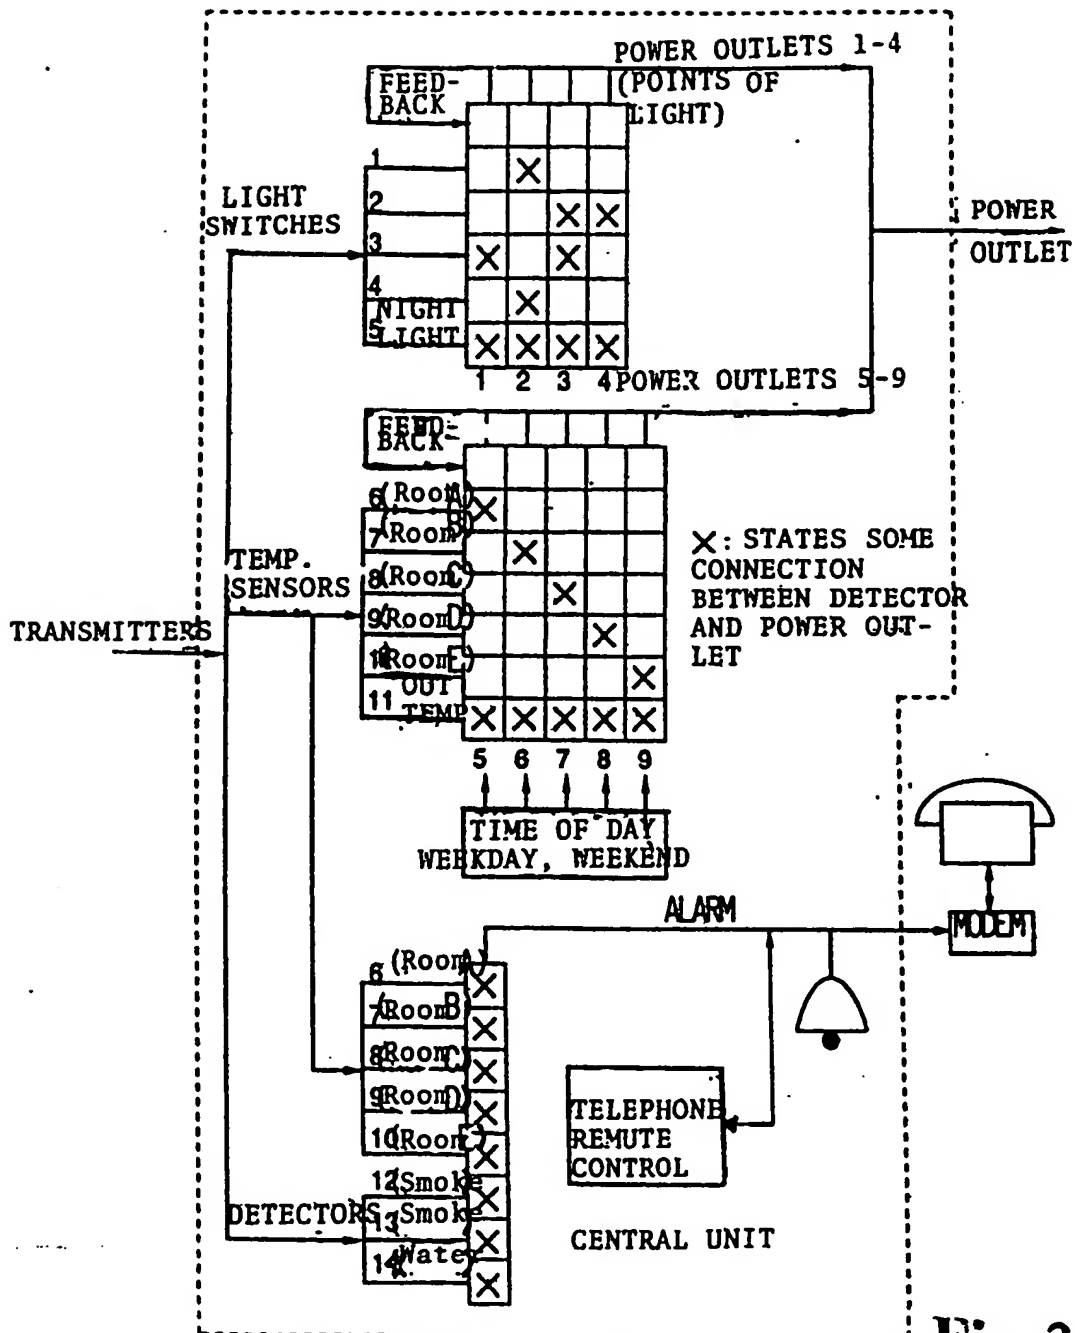 POWER OUTLETS 1-4
(POINTS OF
LIGHT)
FEED-
BACK
1
2
3
4
NIGHT
5 LIGHT
LIGHT
SWITCHES
POWER
OUTLET
1 2 3 4
POWER OUTLETS 5-9
FEED-
BACK
6 (Room A)
7 (Room B)
8 (Room C)
9 (Room D)
10 (Room E)
11 OUT
TEMP
TEMP.
SENSORS
TRANSMITTERS
X: STATES SOME
CONNECTION
BETWEEN DETECTOR
AND POWER OUT-
LET
5 6 7 8 9
TIME OF DAY
WEEKDAY, WEEKEND
ALARM
MODEM
6 (Room A)
7 (Room B)
8 (Room C)
9 (Room D)
10 (Room E)
12 (Smoke
13 (Smoke
14 (Water)
DETECTORS
TELEPHONE
REMUTE
CONTROL
CENTRAL UNIT